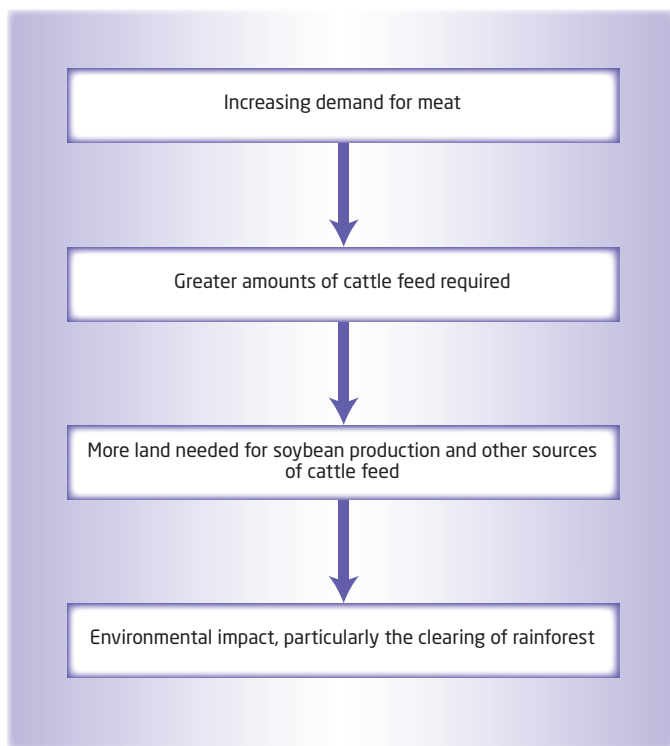 Increasing demand for meat
Greater amounts of cattle feed required
More land needed for soybean production and other sources
of cattle feed
Environmental impact, particularly the clearing of rainforest